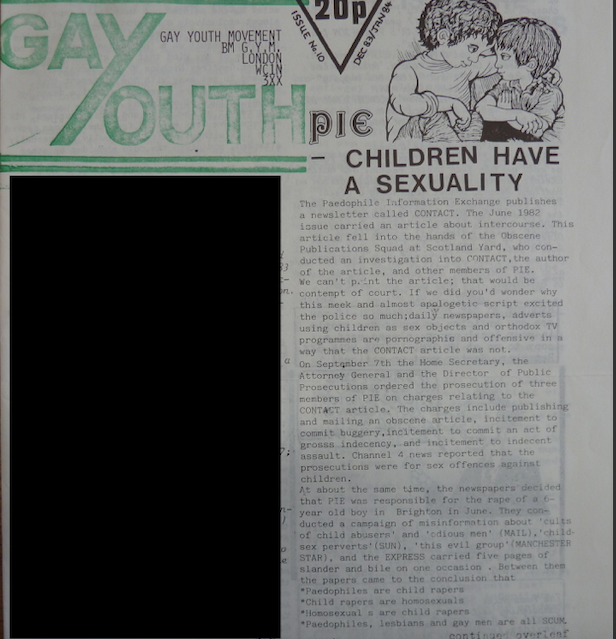 GAY
YOUTH
GAY YOUTH MOVEMENT
BM G.Y.M.
LONDON
WC1N
3XX
20p
ISSUE No.10
DEC 83/JAN 84
PIE
- CHILDREN HAVE
A SEXUALITY
The Paedophile Information Exchange publishes
a newsletter called CONTACT. The June 1982
issue carried an article about intercourse. This
article fell into the hands of the Obscene
Publications Squad at Scotland Yard, who con-
ducted an investigation into CONTACT,the author
of the article, and other members of PIE.
We can't print the article; that would be
contempt of court. If we did you'd wonder why
this meek and almost apologetic script excited
the police so much;daily newspapers, adverts
using children as sex objects and orthodox TV
programmes are pornographic and offensive in a
way that the CONTACT article was not.
On September 7th the Home Secretary, the
Attorney General and the Director of Public
Prosecutions ordered the prosecution of three
members of PIE on charges relating to the
CONTACT article. The charges include publishing
and mailing an obscene article, incitement to
commit buggery,incitement to commit an act of
grosss indecency, and incitement to indecent
assault. Channel 4 news reported that the
prosecutions were for sex offences against
children.
At about the same time, the newspapers decided
that PIE was responsible for the rape of a 6-
year old boy in Brighton in June. They con-
ducted a campaign of misinformation about 'cults
of child abusers' and 'odious men' (MAIL),'child-
sex perverts'(SUN), 'this evil group'(MANCHESTER
STAR), and the EXPRESS carried five pages of
slander and bile on one occasion . Between them
the papers came to the conclusion that
*Paedophiles are child rapers
*Child rapers are homosexuals
*Homosexual s are child rapers
*Paedophiles, lesbians and gay men are all SCUM.
continued overleaf